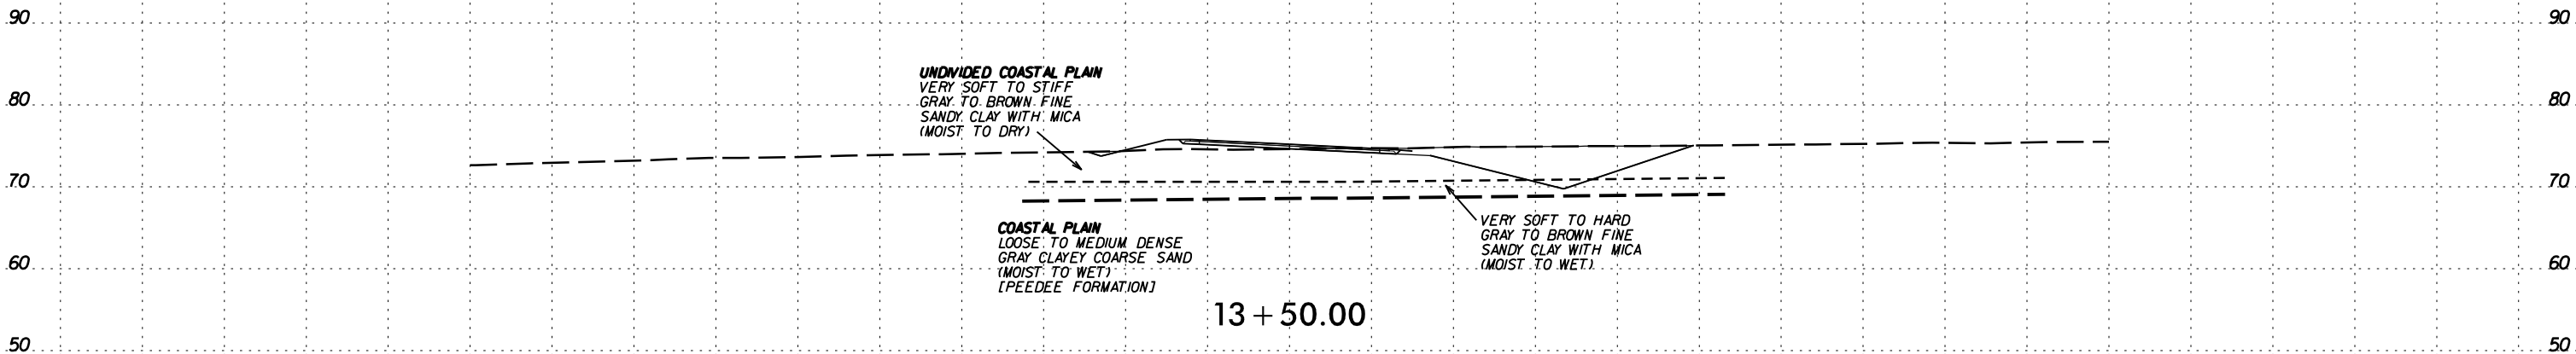 90 90
UNDIVIDED COASTAL PLAIN
VERY SOFT TO STIFF
GRAY TO BROWN FINE
SANDY CLAY WITH MICA
(MOIST TO DRY)
80 80
70 70
COASTAL PLAIN
LOOSE TO MEDIUM DENSE
GRAY CLAYEY COARSE SAND
(MOIST TO WET)
[PEEDEE FORMATION]
VERY SOFT TO HARD
GRAY TO BROWN FINE
SANDY CLAY WITH MICA
(MOIST TO WET)
60 60
13+50.00
50 50